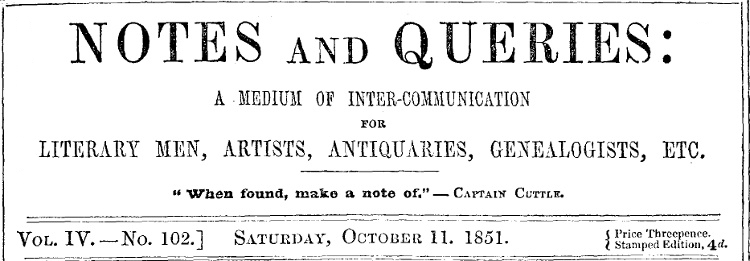 NOTES AND QUERIES:
A MEDIUM OF INTER-COMMUNICATION
FOR
LITERARY MEN, ARTISTS, ANTIQUARIES, GENEALOGISTS, ETC.
"When found, make a note of."—CAPTAIN CUTTLE.
VOL. IV.—No. 102.] SATURDAY, OCTOBER 11. 1851. { Price Threepence.
{ Stamped Edition, 4d.